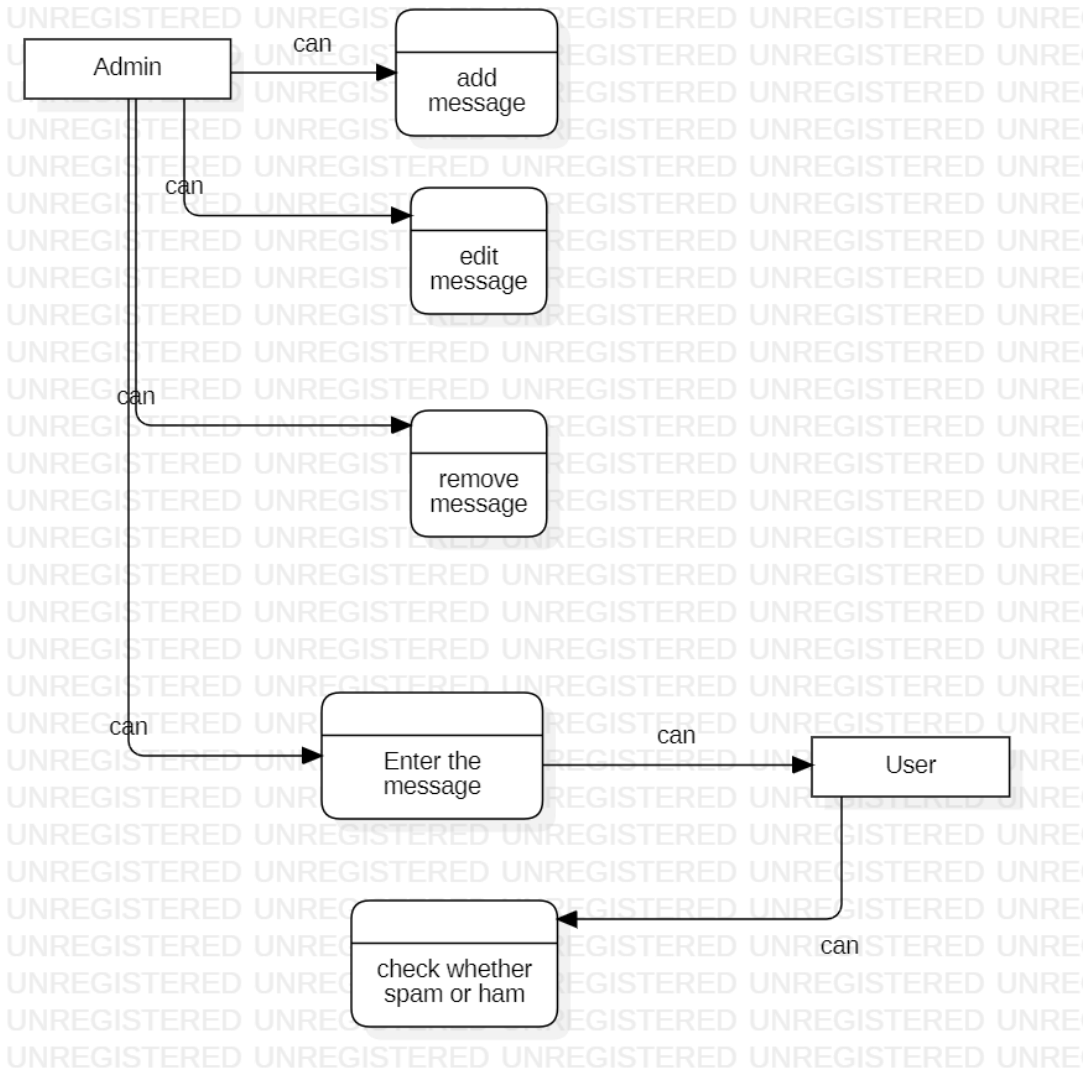 can
Admin
add
message
can
edit
message
can
remove
message
can
Enter the
message
can
User
can
check whether
spam or ham
UNREGISTERED